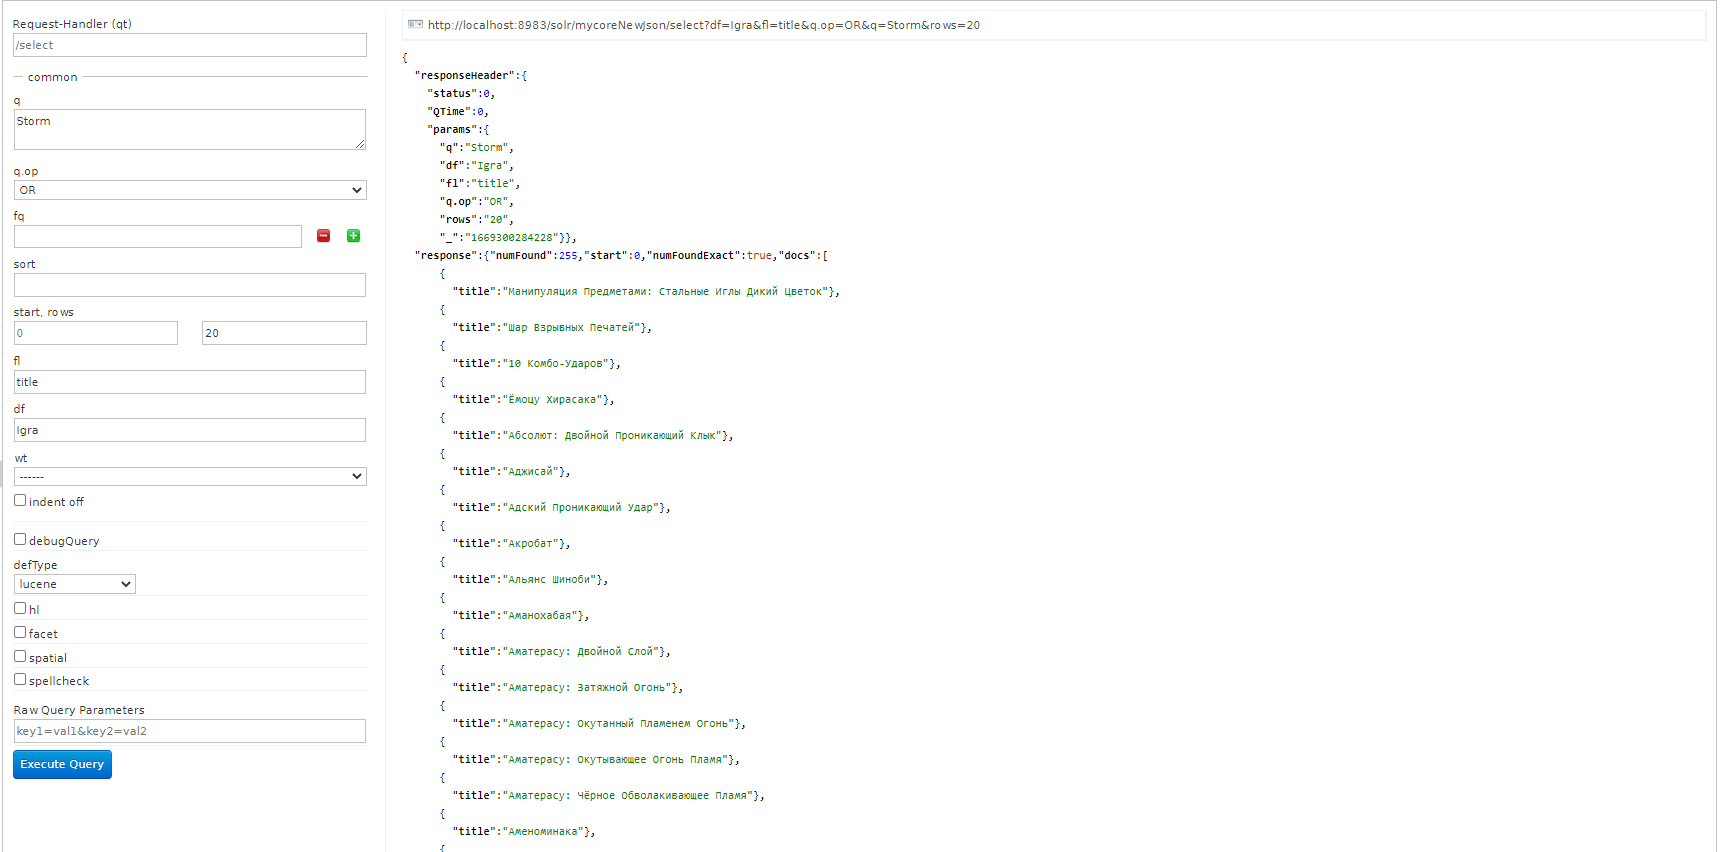 Request-Handler (qt)
/select
common
q
Storm
q.op
OR
fq
sort
start, rows
0 20
fl
title
df
Igra
wt
------
indent off
debugQuery
defType
lucene
hl
facet
spatial
spellcheck
Raw Query Parameters
key1=val1&key2=val2
Execute Query
http://localhost:8983/solr/mycoreNewJson/select?df=Igra&fl=title&q.op=OR&q=Storm&rows=20
{
"responseHeader":{
"status":0,
"QTime":0,
"params":{
"q":"Storm",
"df":"Igra",
"fl":"title",
"q.op":"OR",
"rows":"20",
"_":"1669300284228"}},
"response":{"numFound":255,"start":0,"numFoundExact":true,"docs":[
{
"title":"Манипуляция Предметами: Стальные Иглы Дикий Цветок"},
{
"title":"Шар Взрывных Печатей"},
{
"title":"10 Комбо-Ударов"},
{
"title":"Ёмоцу Хирасака"},
{
"title":"Абсолют: Двойной Проникающий Клык"},
{
"title":"Аджисай"},
{
"title":"Адский Проникающий Удар"},
{
"title":"Акробат"},
{
"title":"Альянс Шиноби"},
{
"title":"Аманохабая"},
{
"title":"Аматерасу: Двойной Слой"},
{
"title":"Аматерасу: Затяжной Огонь"},
{
"title":"Аматерасу: Окутанный Пламенем Огонь"},
{
"title":"Аматерасу: Окутывающее Огонь Пламя"},
{
"title":"Аматерасу: Чёрное Обволакивающее Пламя"},
{
"title":"Аменоминака"},
{